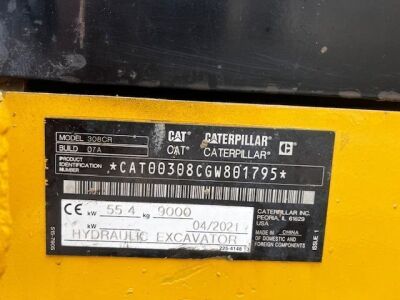 MODEL 308CR
BUILD 07A
CAT CATERPILLAR C
CAT CATERPILLAR
PRODUCT IDENTIFICATION NUMBER *CAT00308CGW801795*
CE kW 55.4 kg 9000
kW 04/2021
HYDRAULIC EXCAVATOR
CATERPILLAR INC.
PEORIA, IL 61629
USA
MADE IN CHINA
OF DOMESTIC AND
FOREIGN COMPONENTS
ISSUE 1